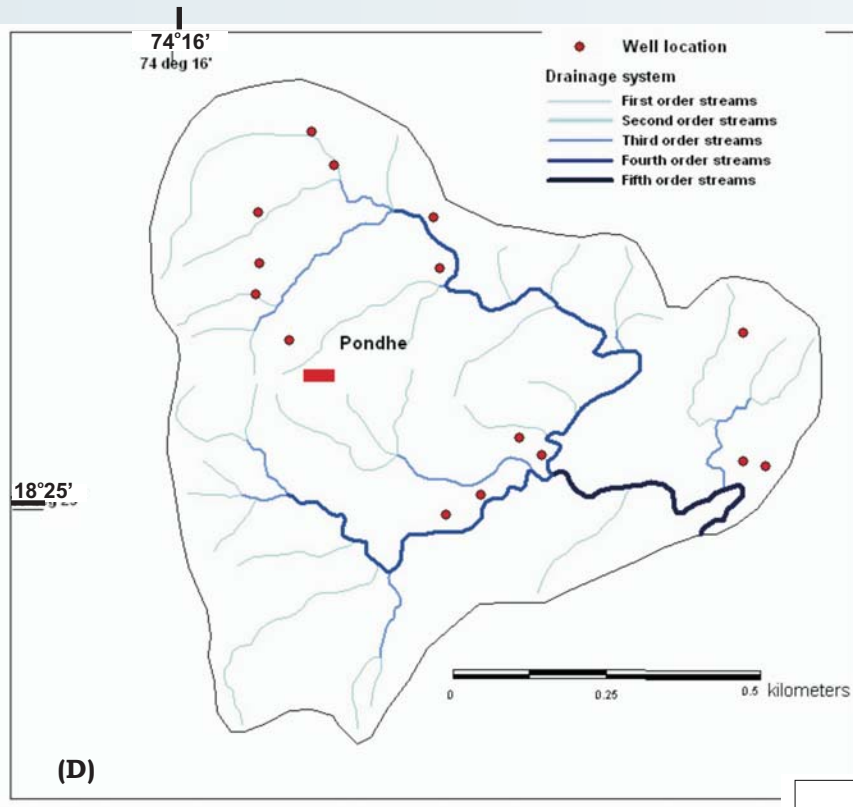 74°16’
74 deg 16'
Well location
Drainage system
First order streams
Second order streams
Third order streams
Fourth order streams
Fifth order streams
Pondhe
18°25’
0 0.25 0.5 kilometers
(D)